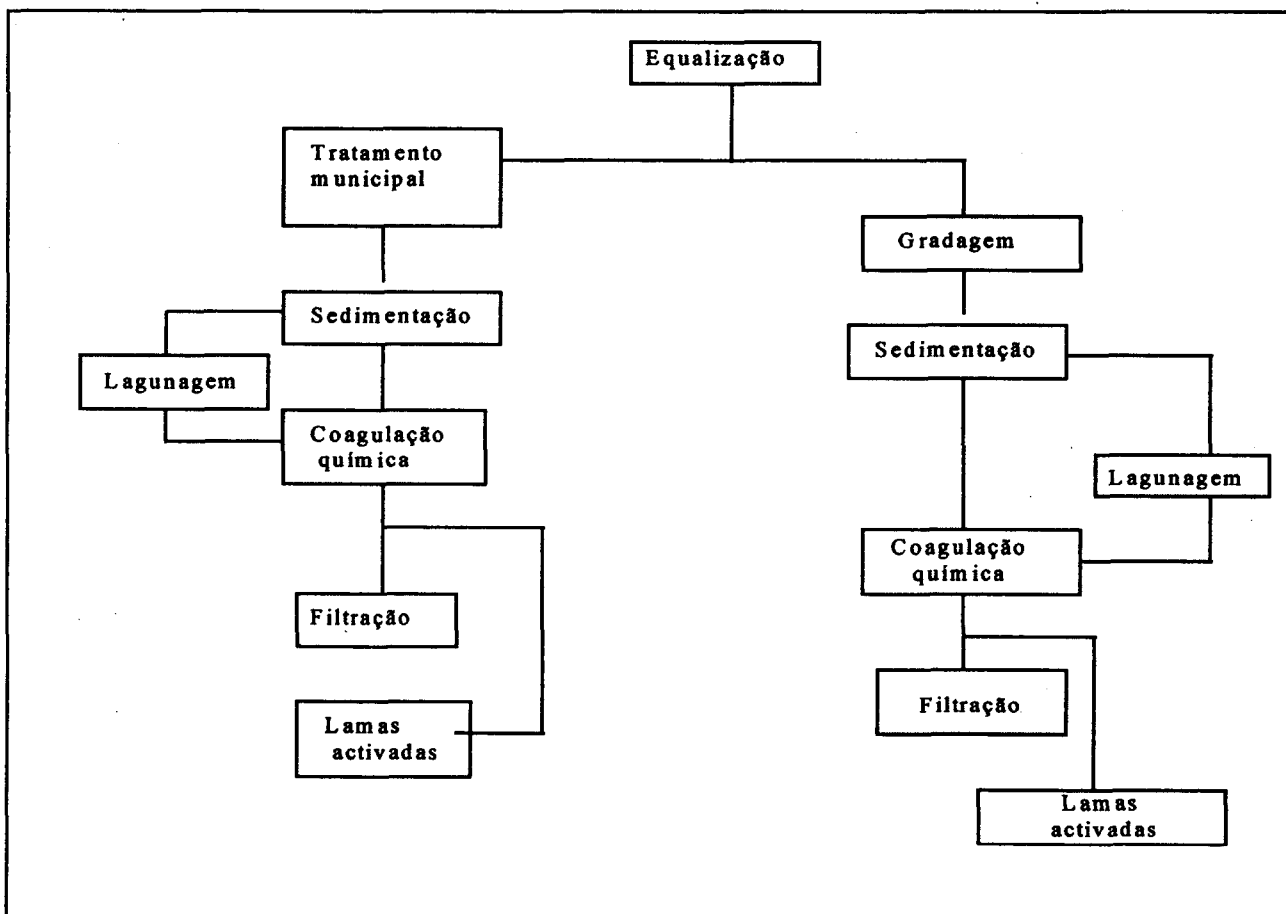 Equalização
Tratamento
municipal
Gradagem
Sedimentação
Sedimentação
Lagunagem
Coagulação
química
Lagunagem
Coagulação
química
Filtração
Filtração
Lamas
activadas
Lamas
activadas